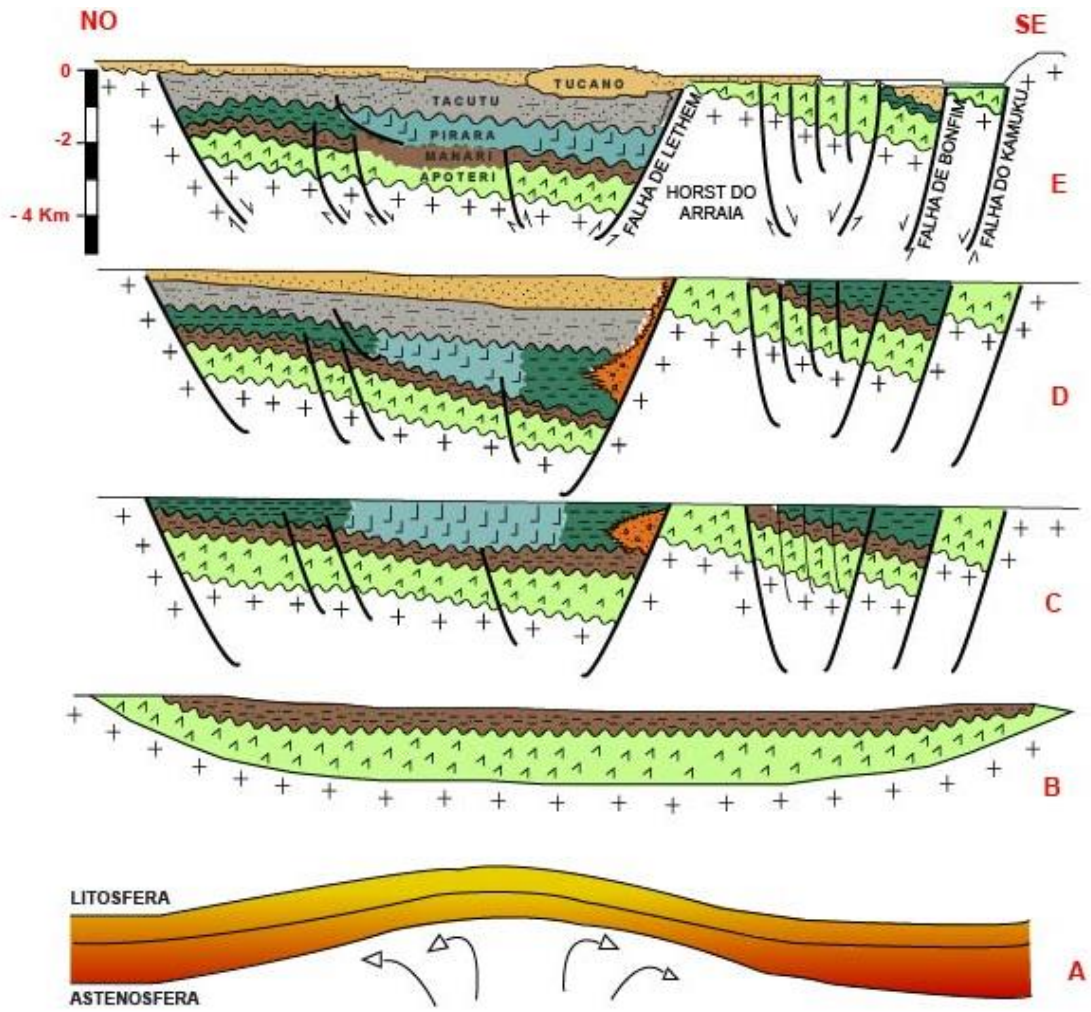 NO
SE
0
-2
- 4 Km
TUCANO
TACUTU
PIRARA
MANARI
APOTERI
FALHA DE LETHEM
HORST DO
ARRAIA
FALHA DE BONFIM
FALHA DO KAMUKU
E
D
C
B
LITOSFERA
ASTENOSFERA
A